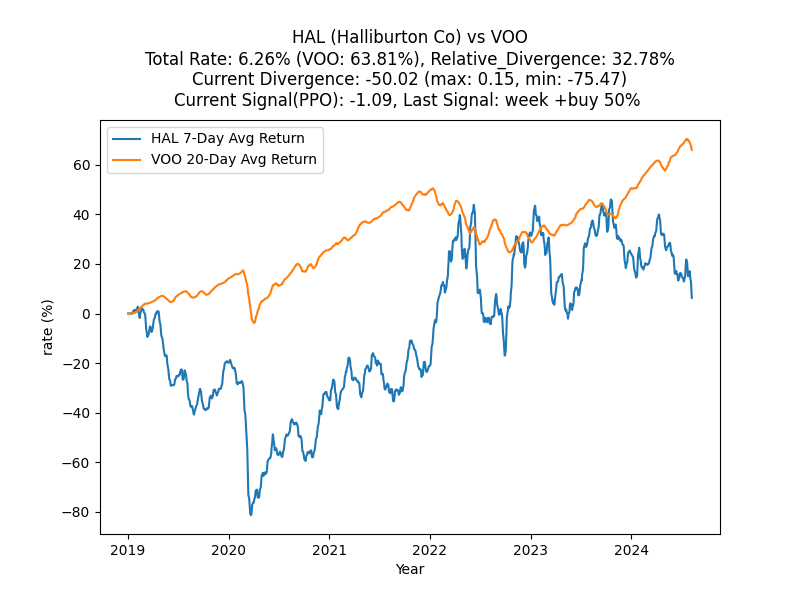 HAL (Halliburton Co) vs VOO
Total Rate: 6.26% (VOO: 63.81%), Relative_Divergence: 32.78%
Current Divergence: -50.02 (max: 0.15, min: -75.47)
Current Signal(PPO): -1.09, Last Signal: week +buy 50%
HAL 7-Day Avg Return
VOO 20-Day Avg Return
rate (%)
60
40
20
0
−20
−40
−60
−80
2019 2020 2021 2022 2023 2024
Year